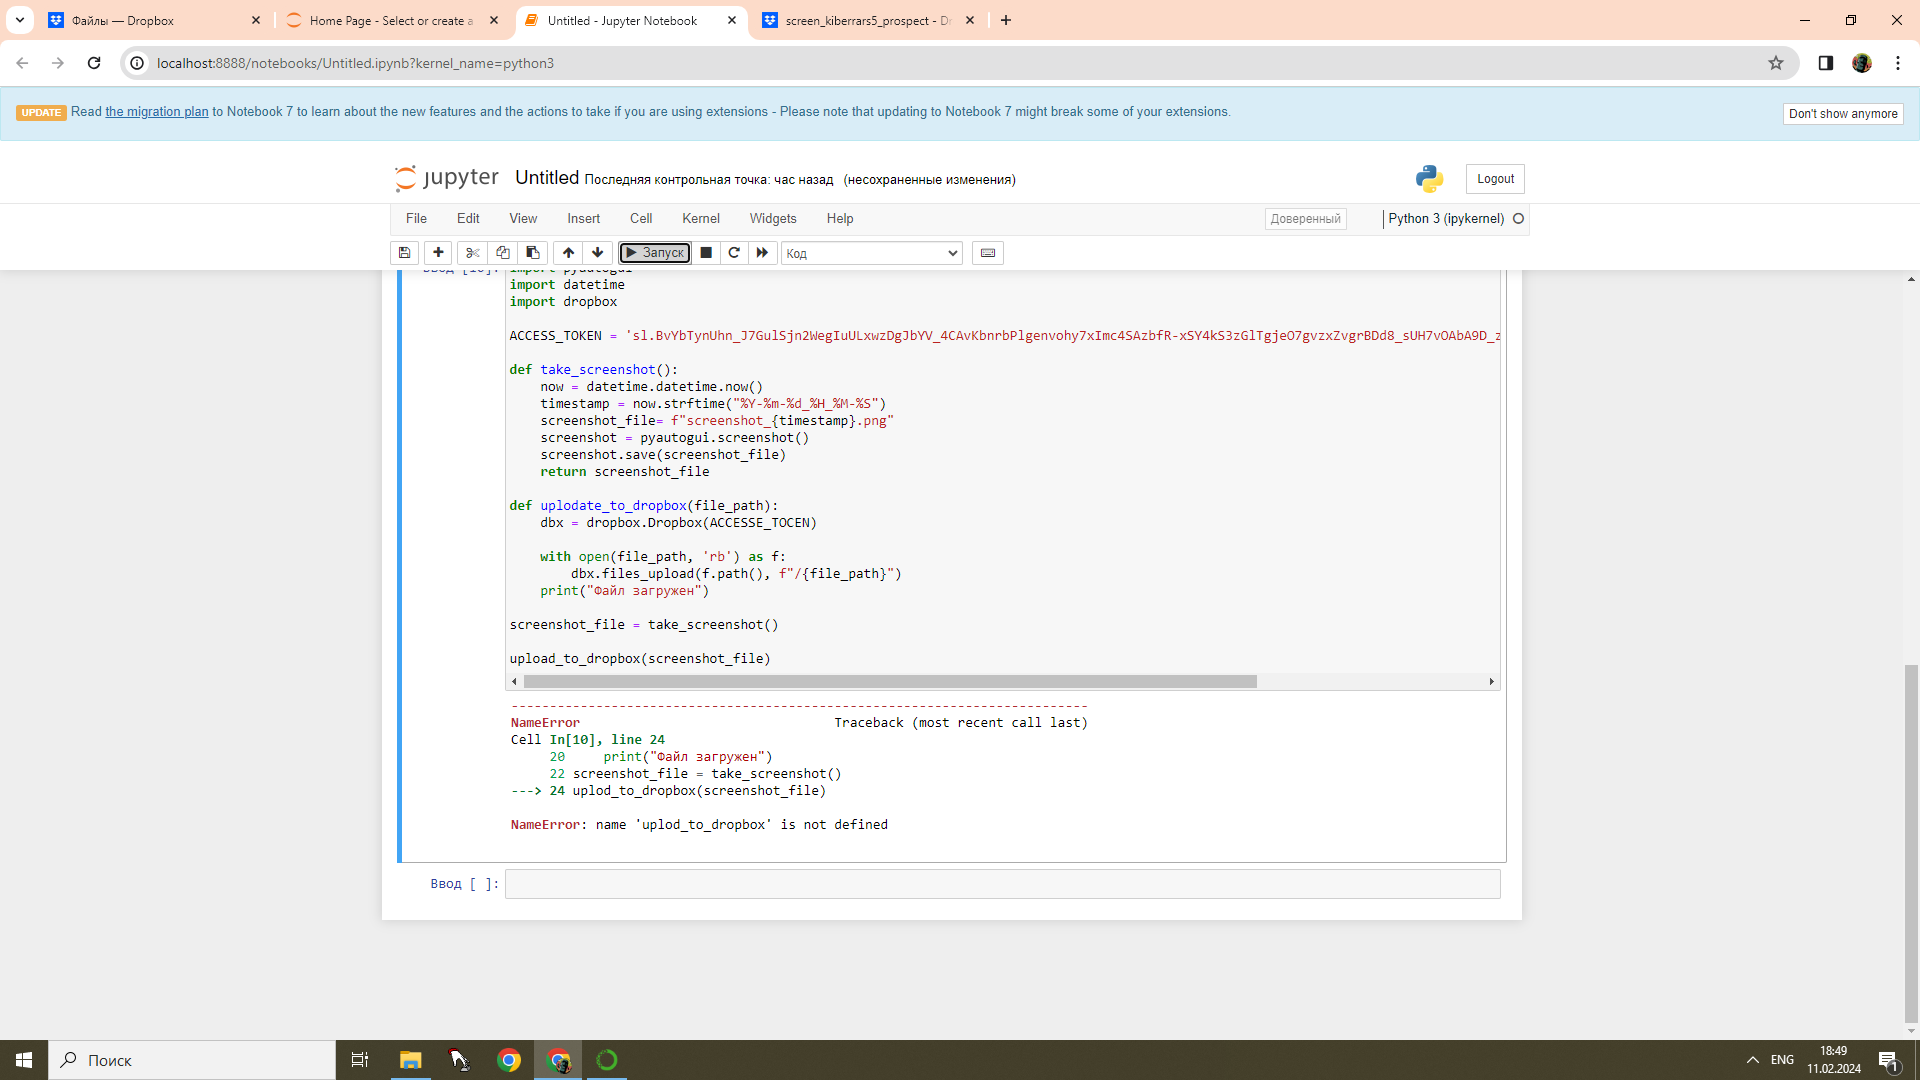 Файлы — Dropbox
Home Page - Select or create a
Untitled - Jupyter Notebook
screen_kiberrars5_prospect - D
localhost:8888/notebooks/Untitled.ipynb?kernel_name=python3
UPDATE Read the migration plan to Notebook 7 to learn about the new features and the actions to take if you are using extensions - Please note that updating to Notebook 7 might break some of your extensions.
Don't show anymore
jupyter Untitled Последняя контрольная точка: час назад (несохраненные изменения)
Logout
File Edit View Insert Cell Kernel Widgets Help
Доверенный
Python 3 (ipykernel)
Запуск
Код
Ввод [10]: import pyautogui
import datetime
import dropbox
ACCESS_TOKEN = 'sl.BvYbTynUhn_J7GulSjn2WegIuULxwzDgJbYV_4CAvKbnrbPlgenvohy7xImc4SAzbfR-xSY4kS3zGlTgjeO7gvzxZvgrBDd8_sUH7vOAbA9D_z
def take_screenshot():
    now = datetime.datetime.now()
    timestamp = now.strftime("%Y-%m-%d_%H_%M-%S")
    screenshot_file= f"screenshot_{timestamp}.png"
    screenshot = pyautogui.screenshot()
    screenshot.save(screenshot_file)
    return screenshot_file
def uplodate_to_dropbox(file_path):
    dbx = dropbox.Dropbox(ACCESSE_TOCEN)
    with open(file_path, 'rb') as f:
        dbx.files_upload(f.path(), f"/{file_path}")
    print("Файл загружен")
screenshot_file = take_screenshot()
upload_to_dropbox(screenshot_file)
---------------------------------------------------------------------------
NameError                                 Traceback (most recent call last)
Cell In[10], line 24
     20     print("Файл загружен")
     22 screenshot_file = take_screenshot()
---> 24 uplod_to_dropbox(screenshot_file)
NameError: name 'uplod_to_dropbox' is not defined
Ввод [ ]:
Поиск
ENG
18:49
11.02.2024
1